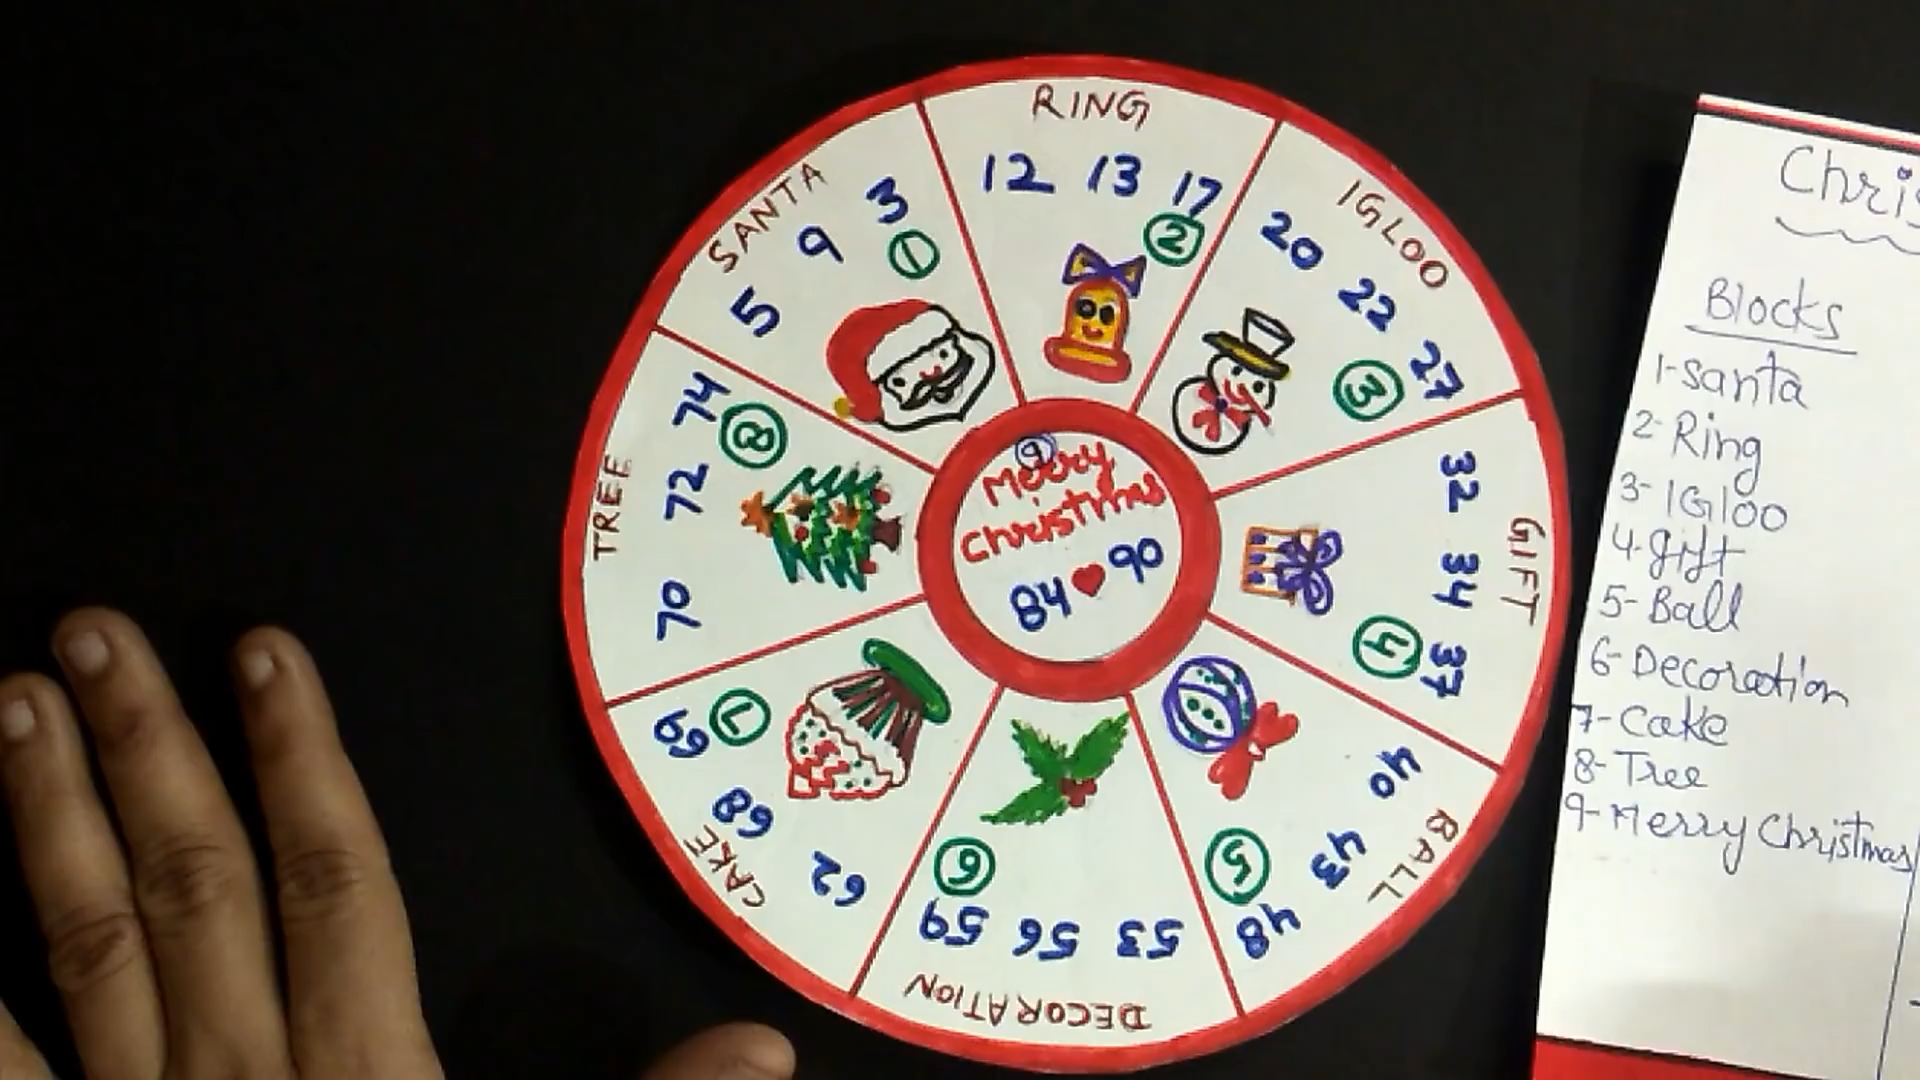 SANTA
5 9 3
1
RING
12 13 17
2
IGLOO
20 22 27
3
GIFT
32 34 37
4
BALL
40 43 48
5
DECORATION
53 56 59
6
CAKE
62 68 69
7
TREE
70 72 74
8
9
Merry
Christmas
84 90
Blocks
1-Santa
2-Ring
3-IGloo
4-gift
5-Ball
6-Decoration
7-Cake
8-Tree
9-Merry Christmas